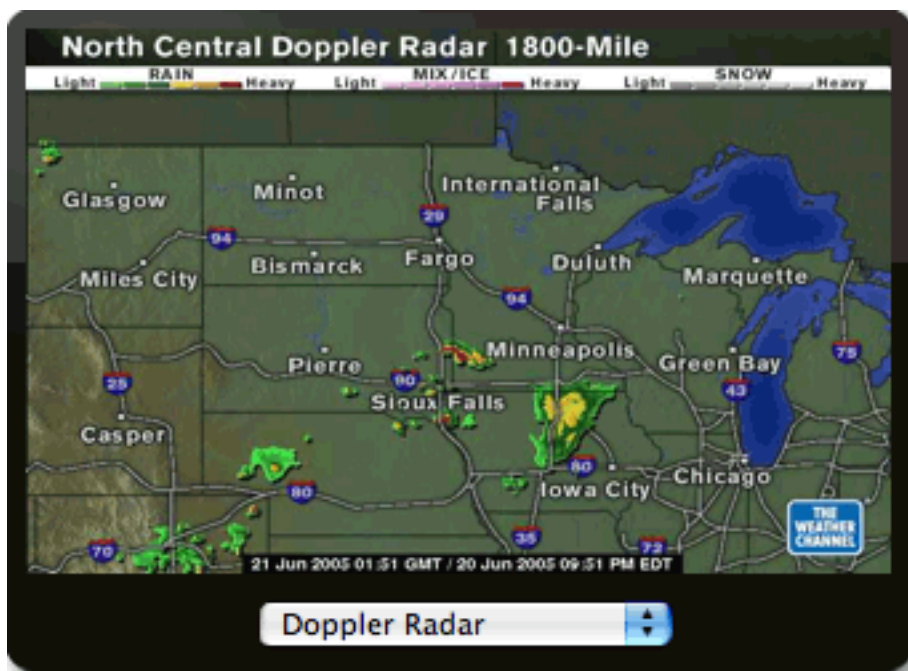 North Central Doppler Radar 1800-Mile
RAIN MIX/ICE SNOW
Light Heavy Light Heavy Light Heavy
International
Falls
Minot
Glasgow
29
94
Fargo
Duluth
Bismarck
Marquette
Miles City
94
Minneapolis
75
Pierre
Green Bay
90
25
43
Sioux Falls
Casper
80
Chicago
80
Iowa City
THE
WEATHER
CHANNEL
35
72
70
21 Jun 2005 01:51 GMT / 20 Jun 2005 09:51 PM EDT
Doppler Radar